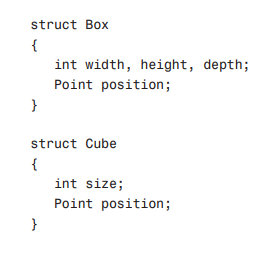 struct Box
{
int width, height, depth;
Point position;
}
struct Cube
{
int size;
Point position;
}